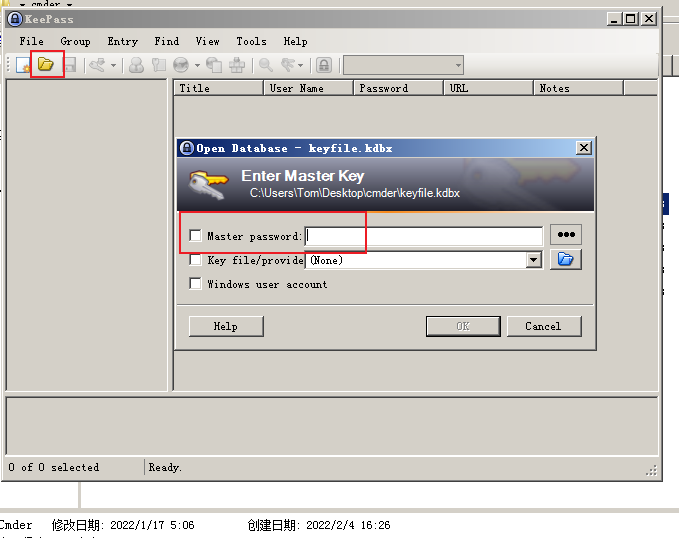 cmder
KeePass
File Group Entry Find View Tools Help
Title User Name Password URL Notes
Open Database - keyfile.kdbx
Enter Master Key
C:\Users\Tom\Desktop\cmder\keyfile.kdbx
Master password:
Key file/provide (None)
Windows user account
Help OK Cancel
0 of 0 selected Ready.
Cmder 修改日期: 2022/1/17 5:06 创建日期: 2022/2/4 16:26